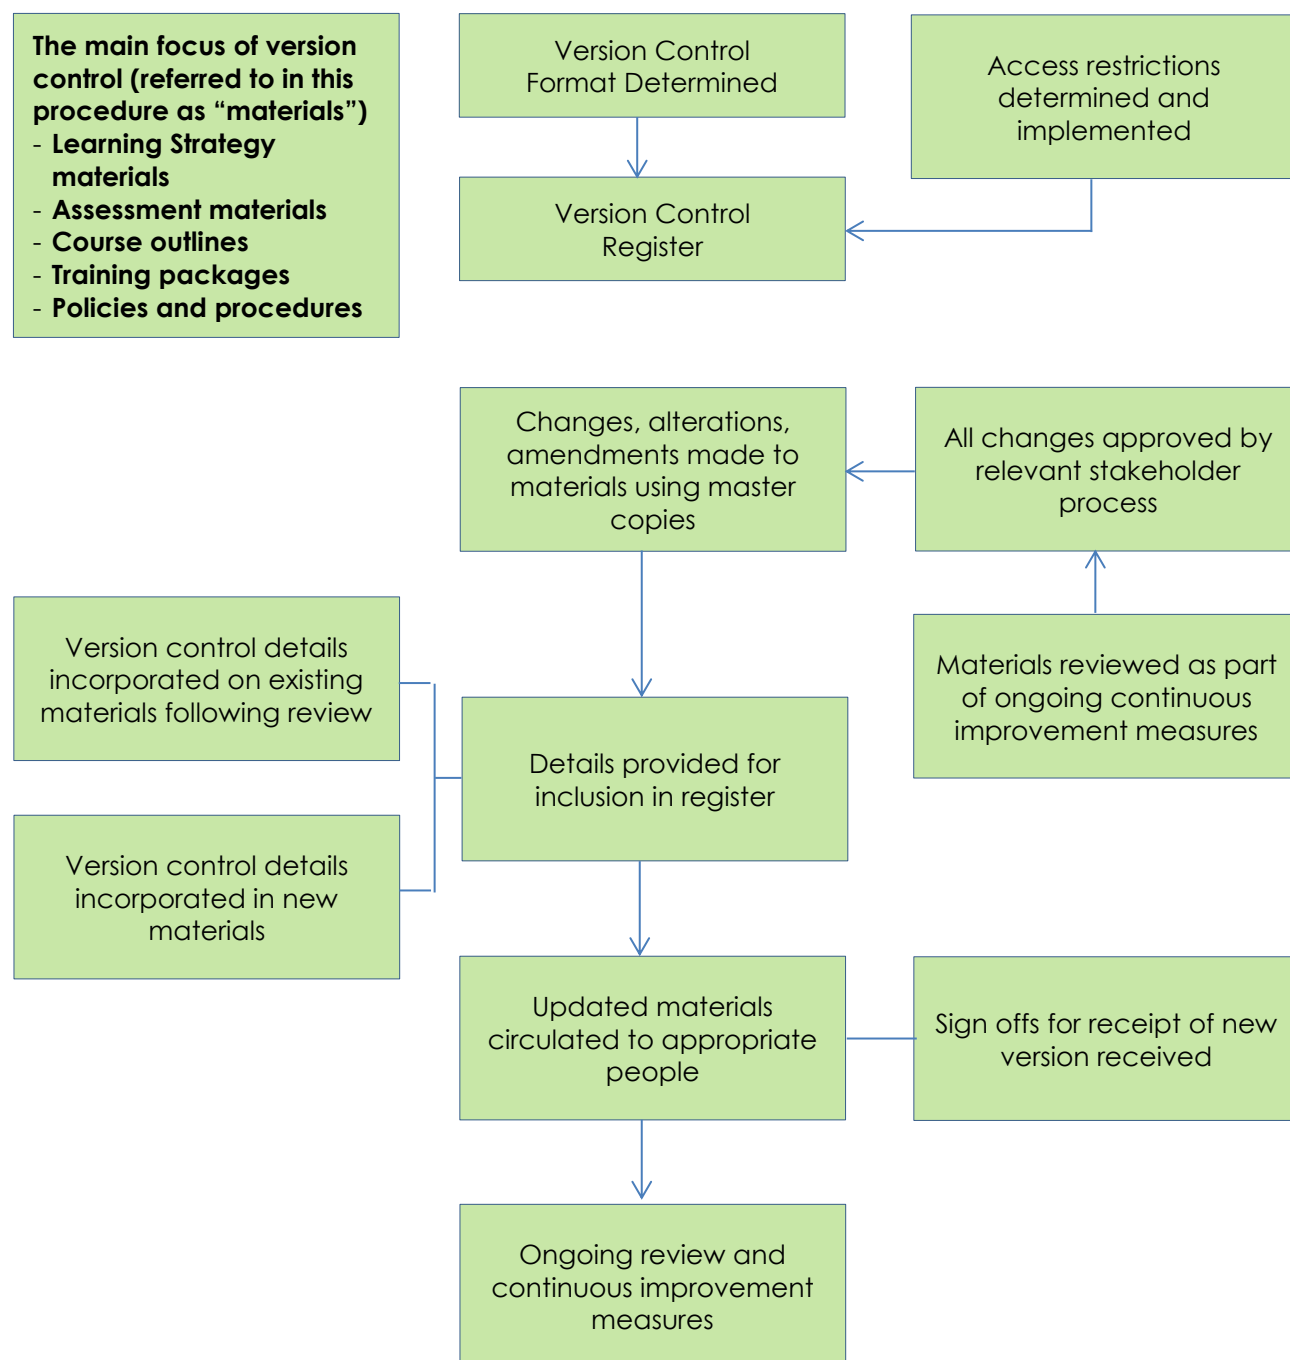 The main focus of version
control (referred to in this
procedure as “materials”)
- Learning Strategy
materials
- Assessment materials
- Course outlines
- Training packages
- Policies and procedures
Version Control
Format Determined
Access restrictions
determined and
implemented
Version Control
Register
Changes, alterations,
amendments made to
materials using master
copies
All changes approved by
relevant stakeholder
process
Version control details
incorporated on existing
materials following review
Materials reviewed as part
of ongoing continuous
improvement measures
Details provided for
inclusion in register
Version control details
incorporated in new
materials
Updated materials
circulated to appropriate
people
Sign offs for receipt of new
version received
Ongoing review and
continuous improvement
measures